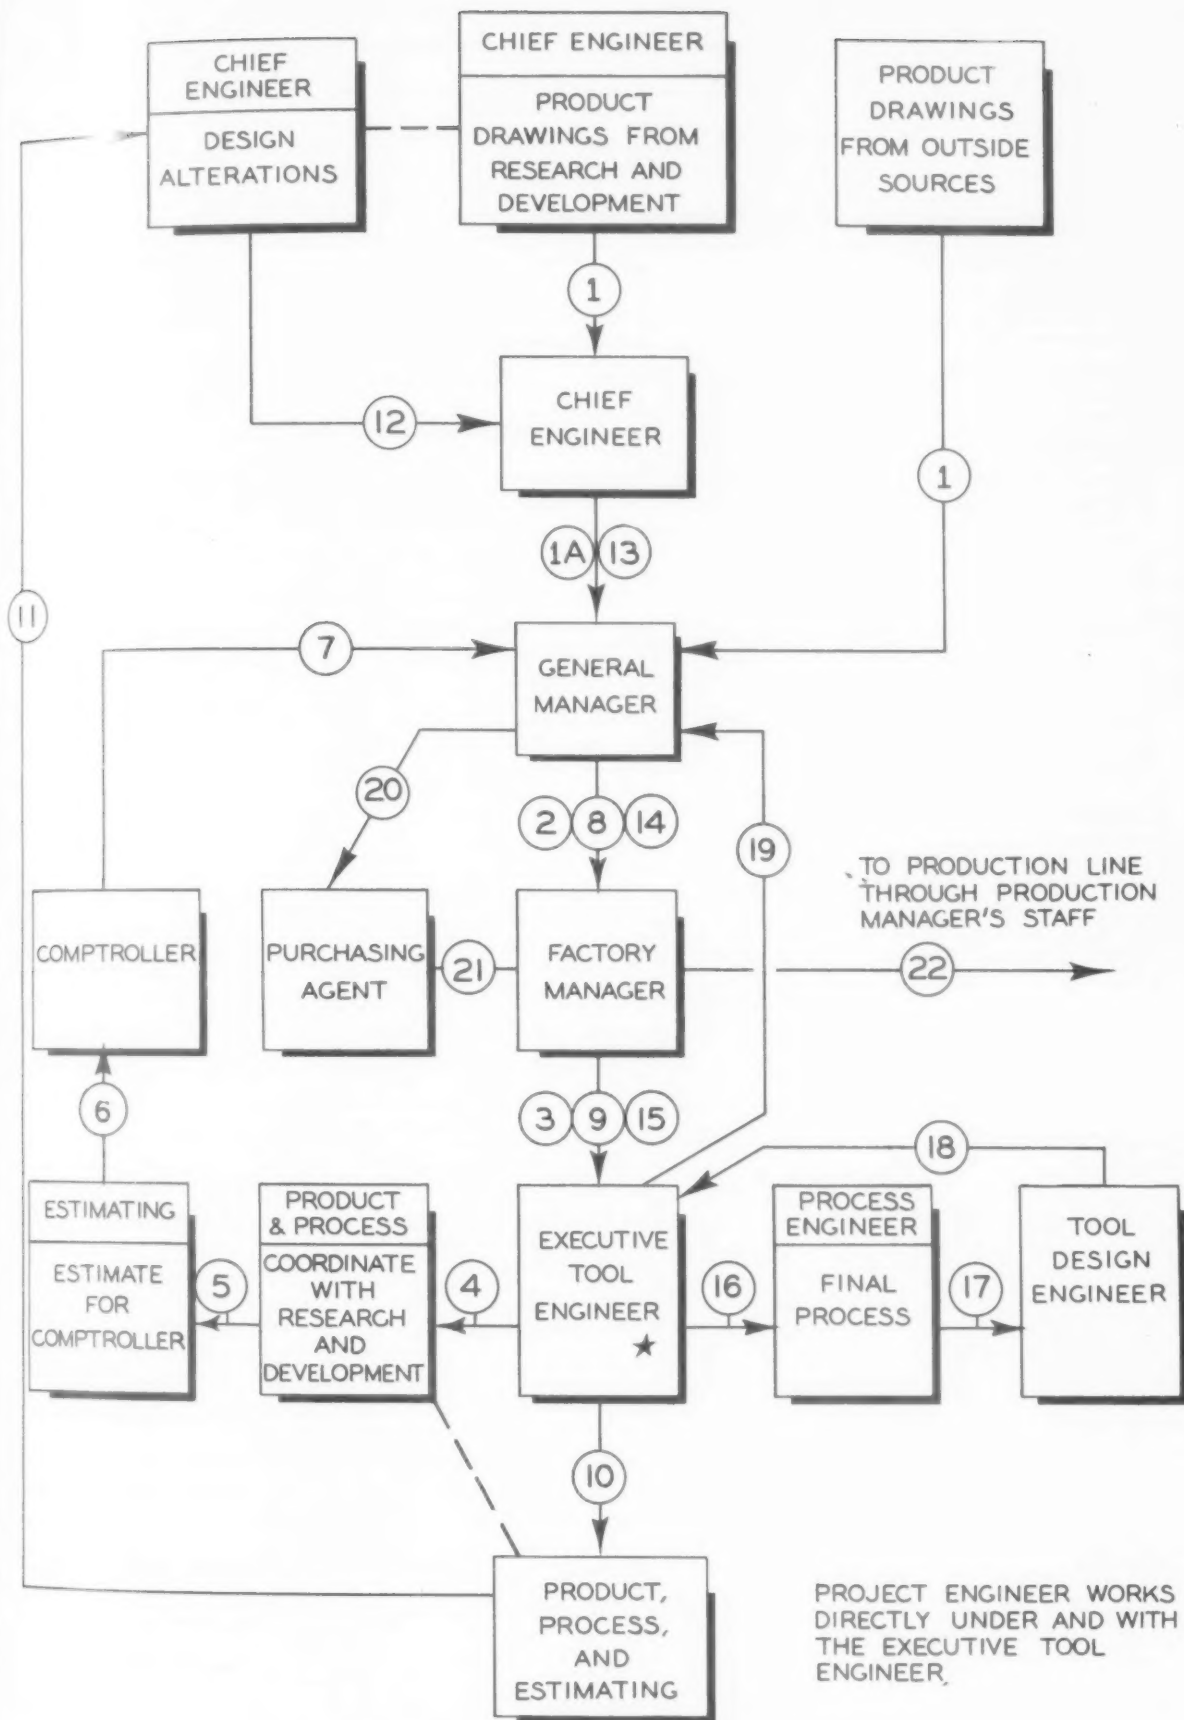 CHIEF
ENGINEER
DESIGN
ALTERATIONS
CHIEF ENGINEER
PRODUCT
DRAWINGS FROM
RESEARCH AND
DEVELOPMENT
PRODUCT
DRAWINGS
FROM OUTSIDE
SOURCES
1
CHIEF
ENGINEER
12
1
1A 13
11
7
GENERAL
MANAGER
20
2 8 14
19
TO PRODUCTION LINE
THROUGH PRODUCTION
MANAGER'S STAFF
COMPTROLLER
PURCHASING
AGENT
21
FACTORY
MANAGER
22
6
3 9 15
18
ESTIMATING
ESTIMATE
FOR
COMPTROLLER
5
PRODUCT
& PROCESS
COORDINATE
WITH
RESEARCH
AND
DEVELOPMENT
4
EXECUTIVE
TOOL
ENGINEER
★
16
PROCESS
ENGINEER
FINAL
PROCESS
17
TOOL
DESIGN
ENGINEER
10
PRODUCT,
PROCESS,
AND
ESTIMATING
PROJECT ENGINEER WORKS
DIRECTLY UNDER AND WITH
THE EXECUTIVE TOOL
ENGINEER.